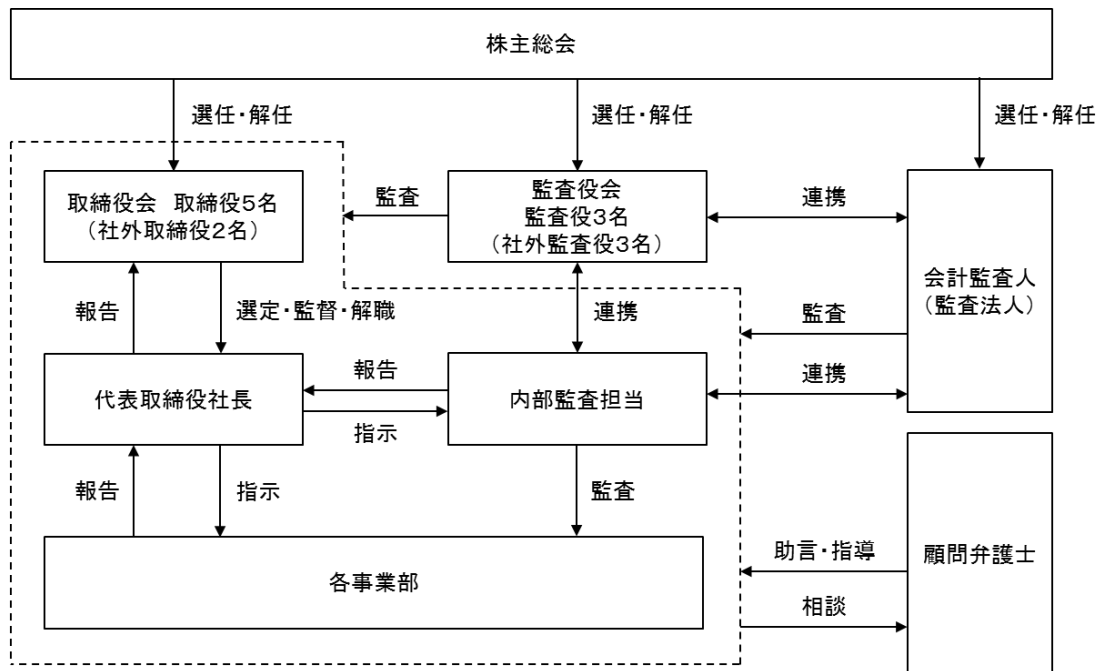 株主総会
選任・解任
選任・解任
選任・解任
取締役会　取締役5名
（社外取締役2名）
監査
監査役会
監査役3名
（社外監査役3名）
連携
会計監査人
（監査法人）
報告
選定・監督・解職
連携
監査
代表取締役社長
報告
指示
内部監査担当
連携
報告
指示
監査
各事業部
助言・指導
相談
顧問弁護士